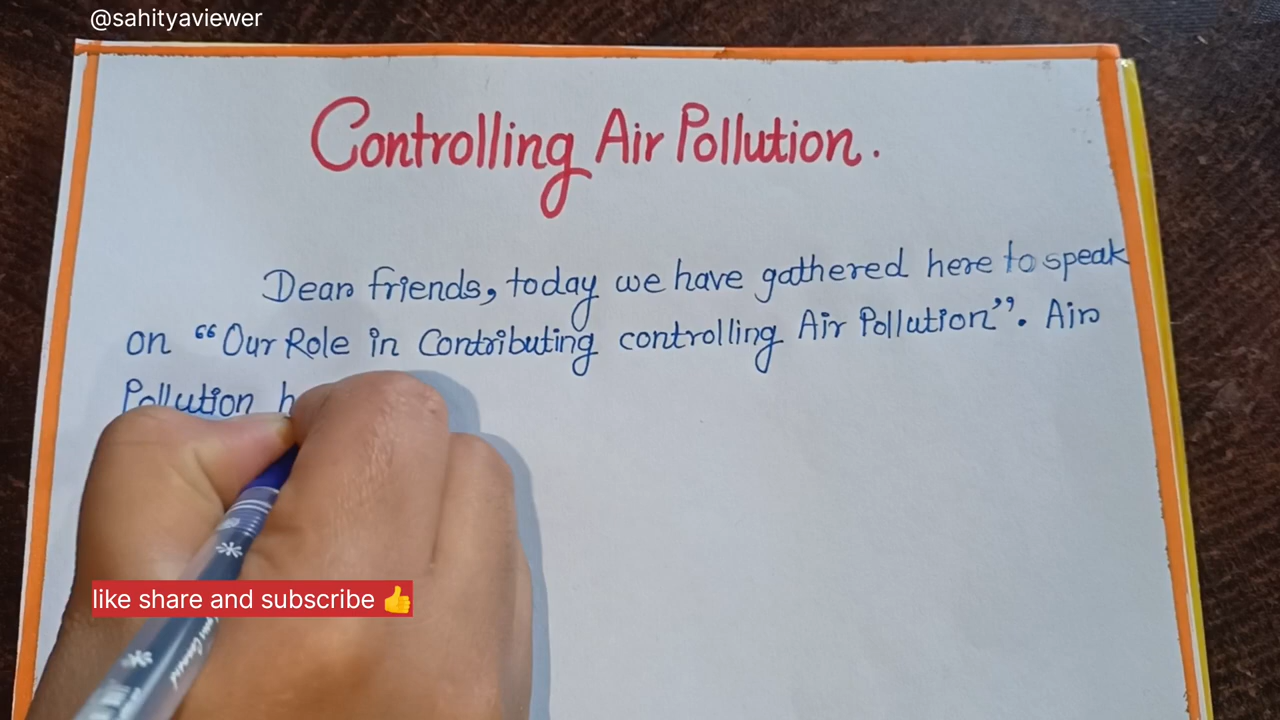 @sahityaviewer
Controlling Air Pollution.
Dear friends, today we have gathered here to speak
on “Our Role in Contributing controlling Air Pollution”. Air
Pollution
like share and subscribe 👍